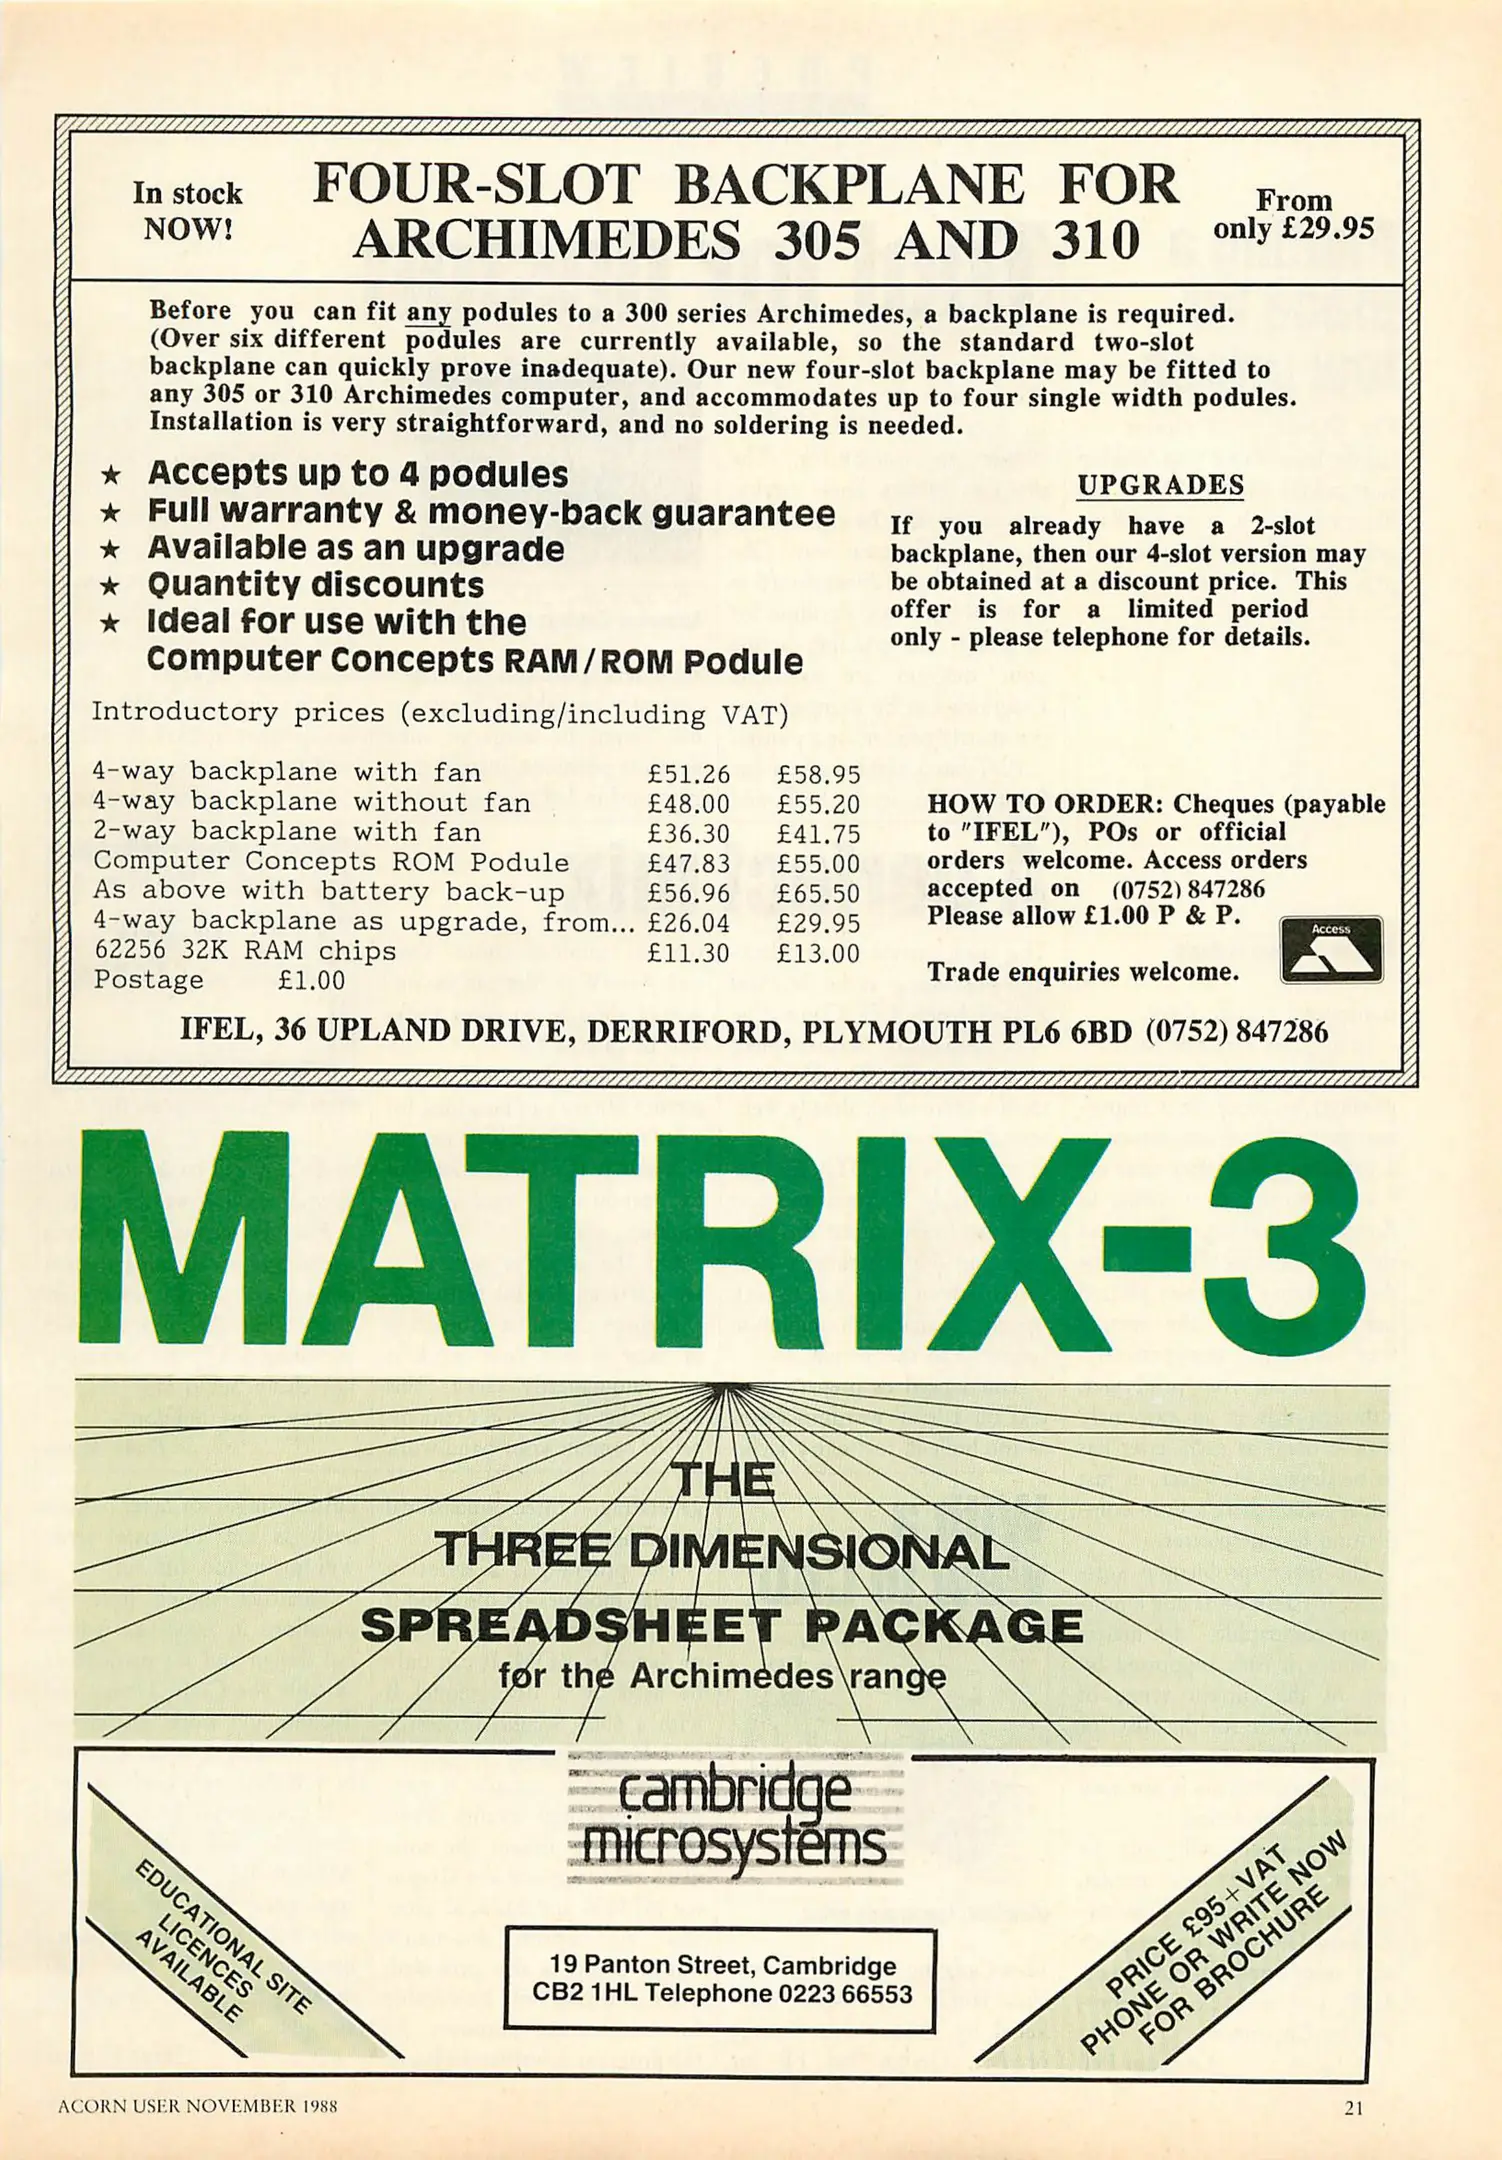 In stock
NOW!
FOUR-SLOT BACKPLANE FOR
ARCHIMEDES 305 AND 310
From
only £29.95
Before you can fit any podules to a 300 series Archimedes, a backplane is required.
(Over six different podules are currently available, so the standard two-slot
backplane can quickly prove inadequate). Our new four-slot backplane may be fitted to
any 305 or 310 Archimedes computer, and accommodates up to four single width podules.
Installation is very straightforward, and no soldering is needed.
★ Accepts up to 4 podules
★ Full warranty & money-back guarantee
★ Available as an upgrade
★ Quantity discounts
★ Ideal for use with the
Computer Concepts RAM/ROM Podule
UPGRADES
If you already have a 2-slot
backplane, then our 4-slot version may
be obtained at a discount price. This
offer is for a limited period
only - please telephone for details.
Introductory prices (excluding/including VAT)
4-way backplane with fan £51.26 £58.95
4-way backplane without fan £48.00 £55.20
2-way backplane with fan £36.30 £41.75
Computer Concepts ROM Podule £47.83 £55.00
As above with battery back-up £56.96 £65.50
4-way backplane as upgrade, from... £26.04 £29.95
62256 32K RAM chips £11.30 £13.00
Postage £1.00
HOW TO ORDER: Cheques (payable
to "IFEL"), POs or official
orders welcome. Access orders
accepted on (0752) 847286
Please allow £1.00 P & P.
Trade enquiries welcome.
Access
IFEL, 36 UPLAND DRIVE, DERRIFORD, PLYMOUTH PL6 6BD (0752) 847286
MATRIX-3
THE
THREE DIMENSIONAL
SPREADSHEET PACKAGE
for the Archimedes range
cambridge
microsystems
EDUCATIONAL SITE
LICENCES
AVAILABLE
19 Panton Street, Cambridge
CB2 1HL Telephone 0223 66553
PRICE £95+VAT
PHONE OR WRITE NOW
FOR BROCHURE
ACORN USER NOVEMBER 1988
21